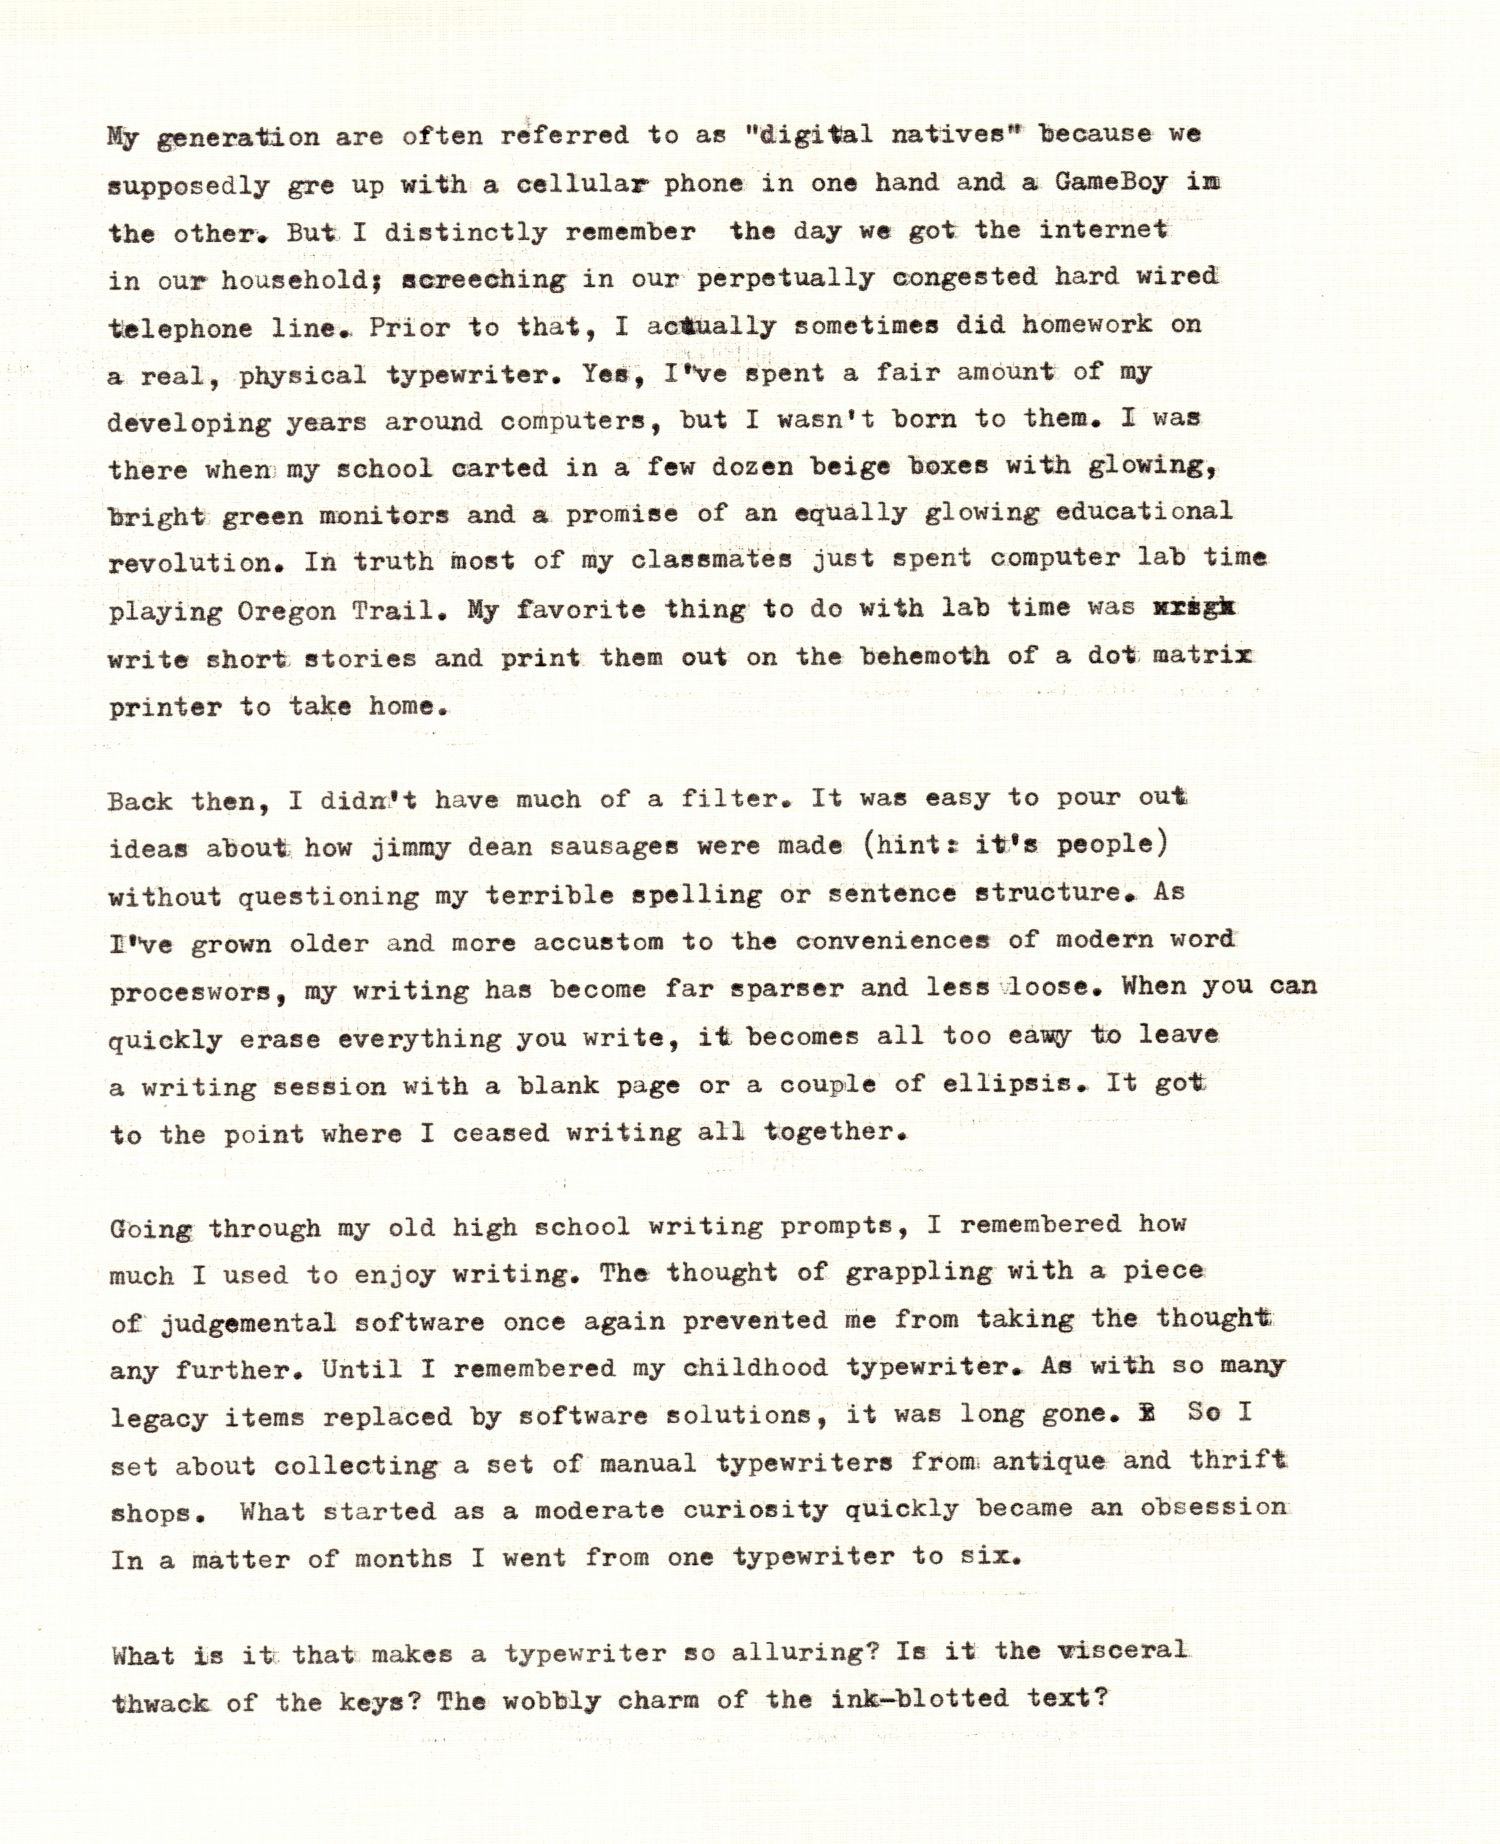 My generation are often referred to as "digital natives" because we
supposedly gre up with a cellular phone in one hand and a GameBoy in
the other. But I distinctly remember  the day we got the internet
in our household; screeching in our perpetually congested hard wired
telephone line. Prior to that, I actually sometimes did homework on
a real, physical typewriter. Yes, I've spent a fair amount of my
developing years around computers, but I wasn't born to them. I was
there when my school carted in a few dozen beige boxes with glowing,
bright green monitors and a promise of an equally glowing educational
revolution. In truth most of my classmates just spent computer lab time
playing Oregon Trail. My favorite thing to do with lab time was
write short stories and print them out on the behemoth of a dot matrix
printer to take home.

Back then, I didn't have much of a filter. It was easy to pour out
ideas about how jimmy dean sausages were made (hint: it's people)
without questioning my terrible spelling or sentence structure. As
I've grown older and more accustom to the conveniences of modern word
proceswors, my writing has become far sparser and less loose. When you can
quickly erase everything you write, it becomes all too eawy to leave
a writing session with a blank page or a couple of ellipsis. It got
to the point where I ceased writing all together.

Going through my old high school writing prompts, I remembered how
much I used to enjoy writing. The thought of grappling with a piece
of judgemental software once again prevented me from taking the thought
any further. Until I remembered my childhood typewriter. As with so many
legacy items replaced by software solutions, it was long gone.  So I
set about collecting a set of manual typewriters from antique and thrift
shops.  What started as a moderate curiosity quickly became an obsession
In a matter of months I went from one typewriter to six.

What is it that makes a typewriter so alluring? Is it the visceral
thwack of the keys? The wobbly charm of the ink-blotted text?